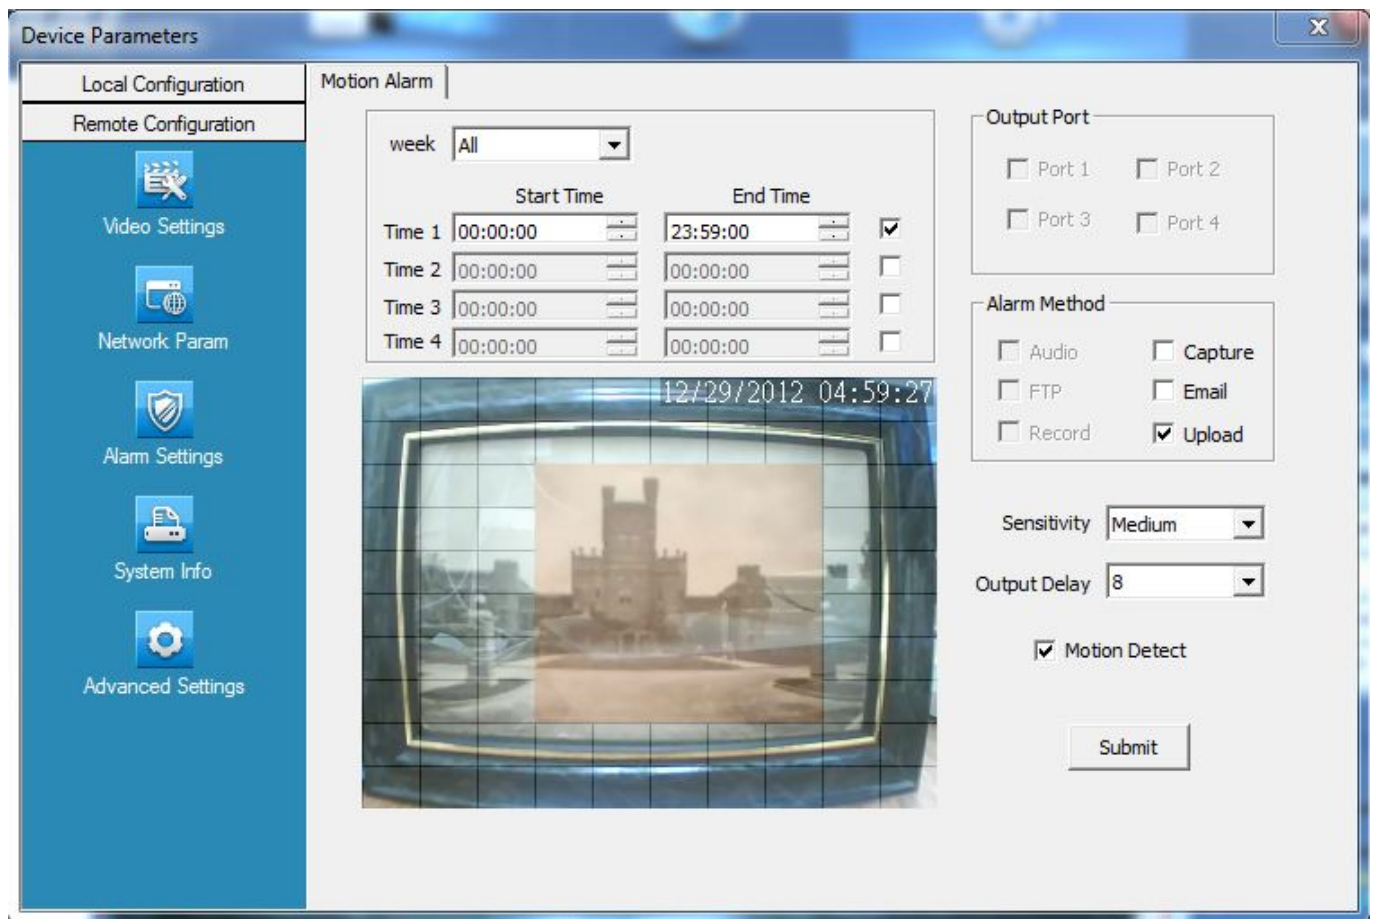 Device Parameters
X
Local Configuration
Remote Configuration
Video Settings
Network Param
Alarm Settings
System Info
Advanced Settings
Motion Alarm
week All
Start Time End Time
Time 1 00:00:00 23:59:00
Time 2 00:00:00 00:00:00
Time 3 00:00:00 00:00:00
Time 4 00:00:00 00:00:00
12/29/2012 04:59:27
Output Port
Port 1 Port 2
Port 3 Port 4
Alarm Method
Audio Capture
FTP Email
Record Upload
Sensitivity Medium
Output Delay 8
Motion Detect
Submit